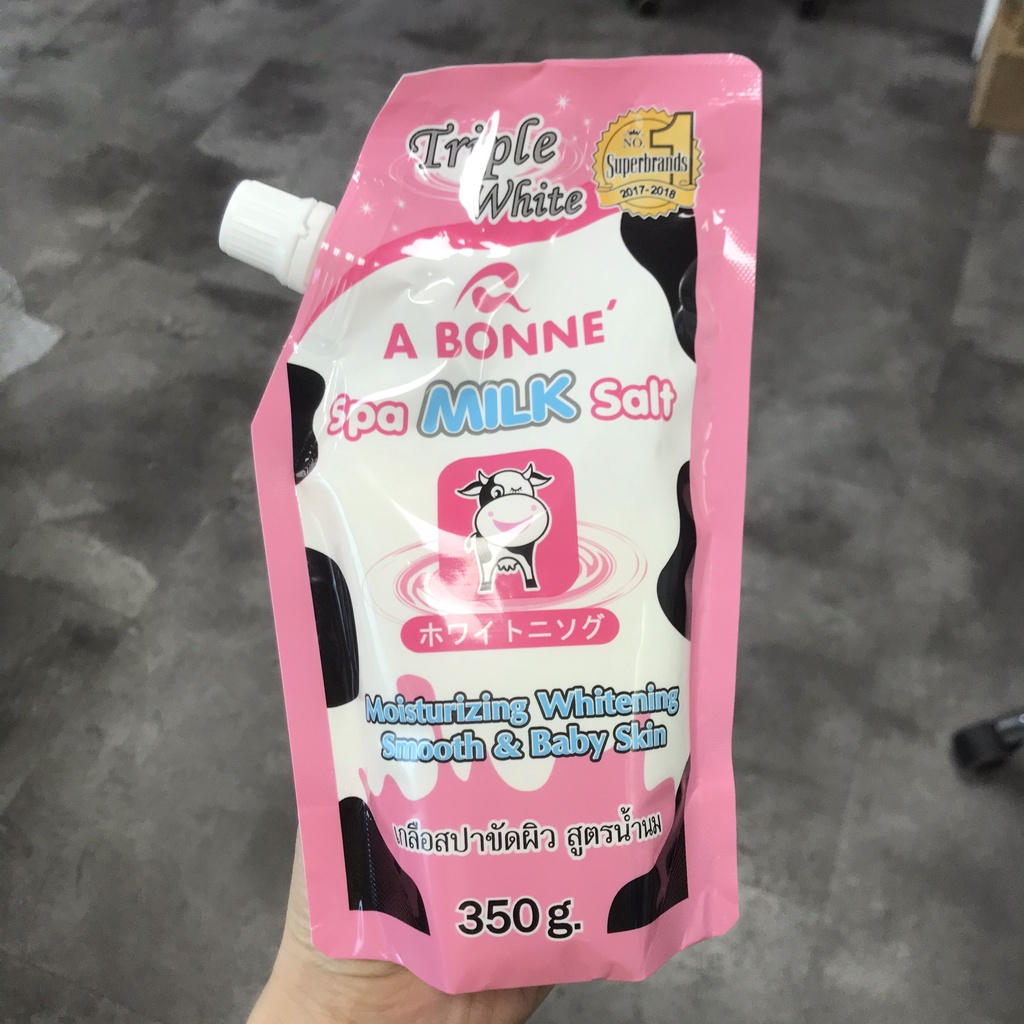 Triple
White
NO. 1
Superbrands
2017-2018
A BONNE´
Spa MILK Salt
ホワイトニソグ
Moisturizing Whitening
Smooth & Baby Skin
เกลือสปาขัดผิว สูตรน้ำนม
350 g.